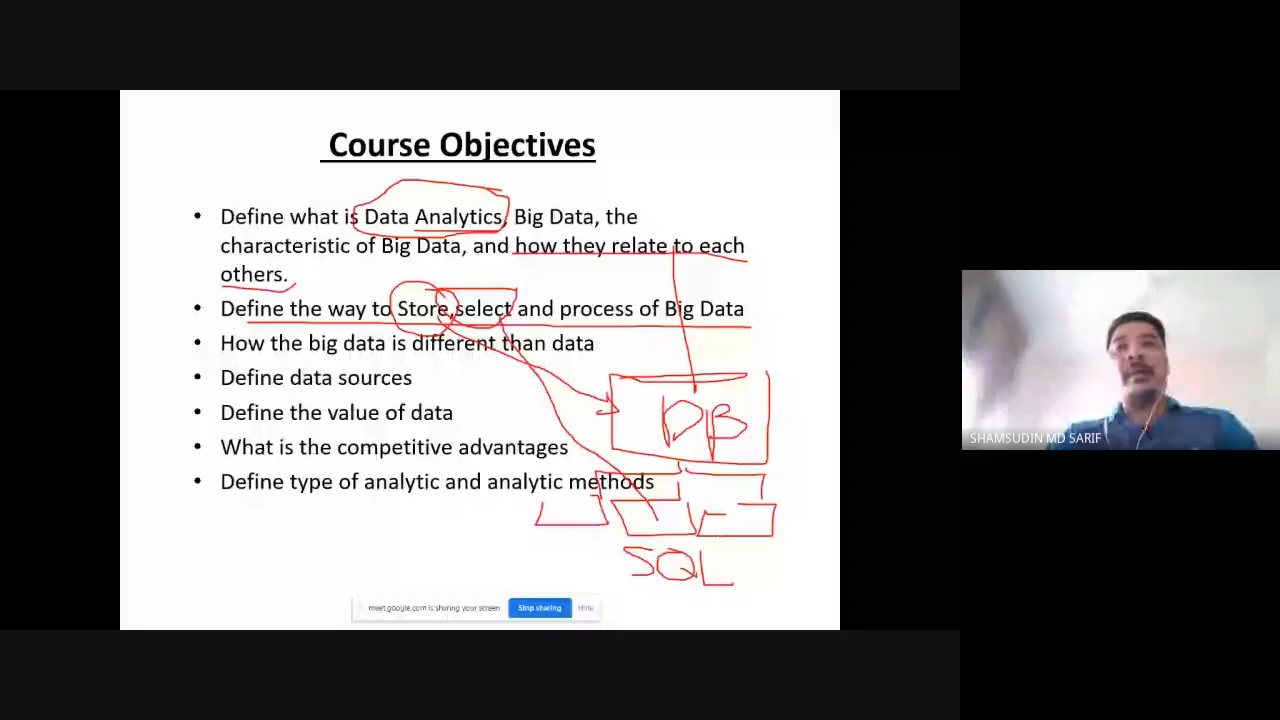 Course Objectives
• Define what is Data Analytics, Big Data, the
characteristic of Big Data, and how they relate to each
others.
• Define the way to Store,select and process of Big Data
• How the big data is different than data
• Define data sources
• Define the value of data
• What is the competitive advantages
• Define type of analytic and analytic methods
DB
SQL
meet.google.com is sharing your screen. Stop sharing Hide
SHAMSUDIN MD SARIF